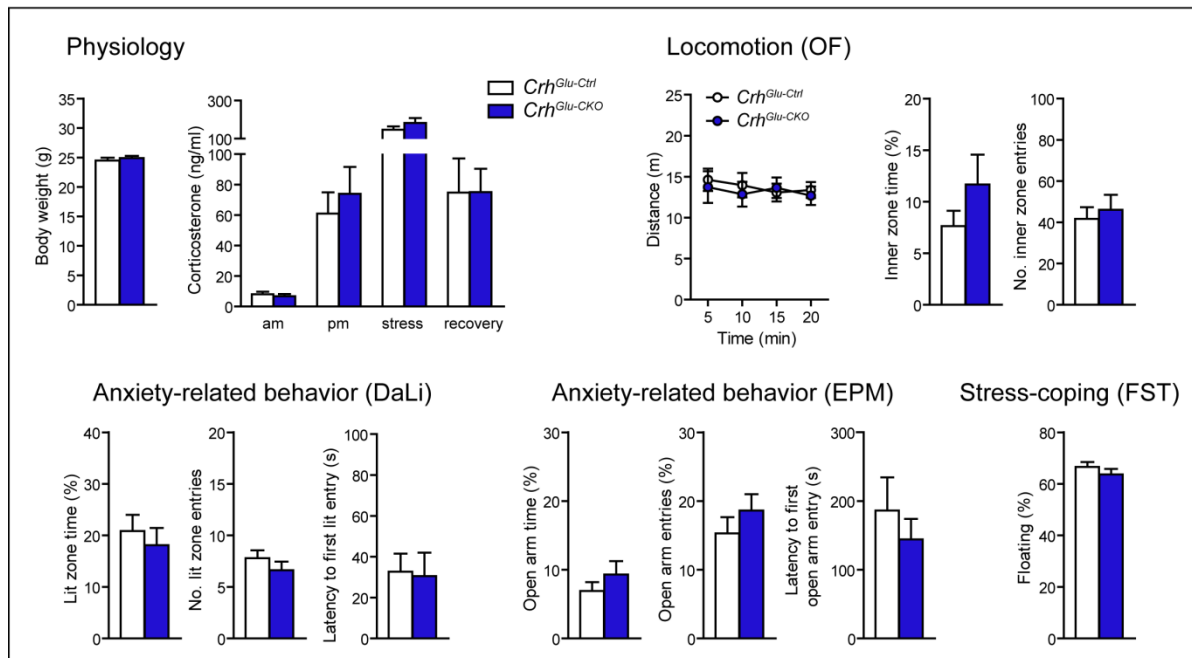 Physiology
Locomotion (OF)
Crh^Glu-Ctrl
Crh^Glu-CKO
Body weight (g)
35
30
25
20
15
10
5
0
Corticosterone (ng/ml)
300
100
100
80
60
40
20
0
am
pm
stress
recovery
Crh^Glu-Ctrl
Crh^Glu-CKO
Distance (m)
25
20
15
10
5
0
5
10
15
20
Time (min)
Inner zone time (%)
20
15
10
5
0
No. inner zone entries
100
80
60
40
20
0
Anxiety-related behavior (DaLi)
Anxiety-related behavior (EPM)
Stress-coping (FST)
Lit zone time (%)
40
30
20
10
0
No. lit zone entries
20
15
10
5
0
Latency to first lit entry (s)
100
80
60
40
20
0
Open arm time (%)
30
20
10
0
Open arm entries (%)
30
20
10
0
Latency to first
open arm entry (s)
300
200
100
0
Floating (%)
80
60
40
20
0